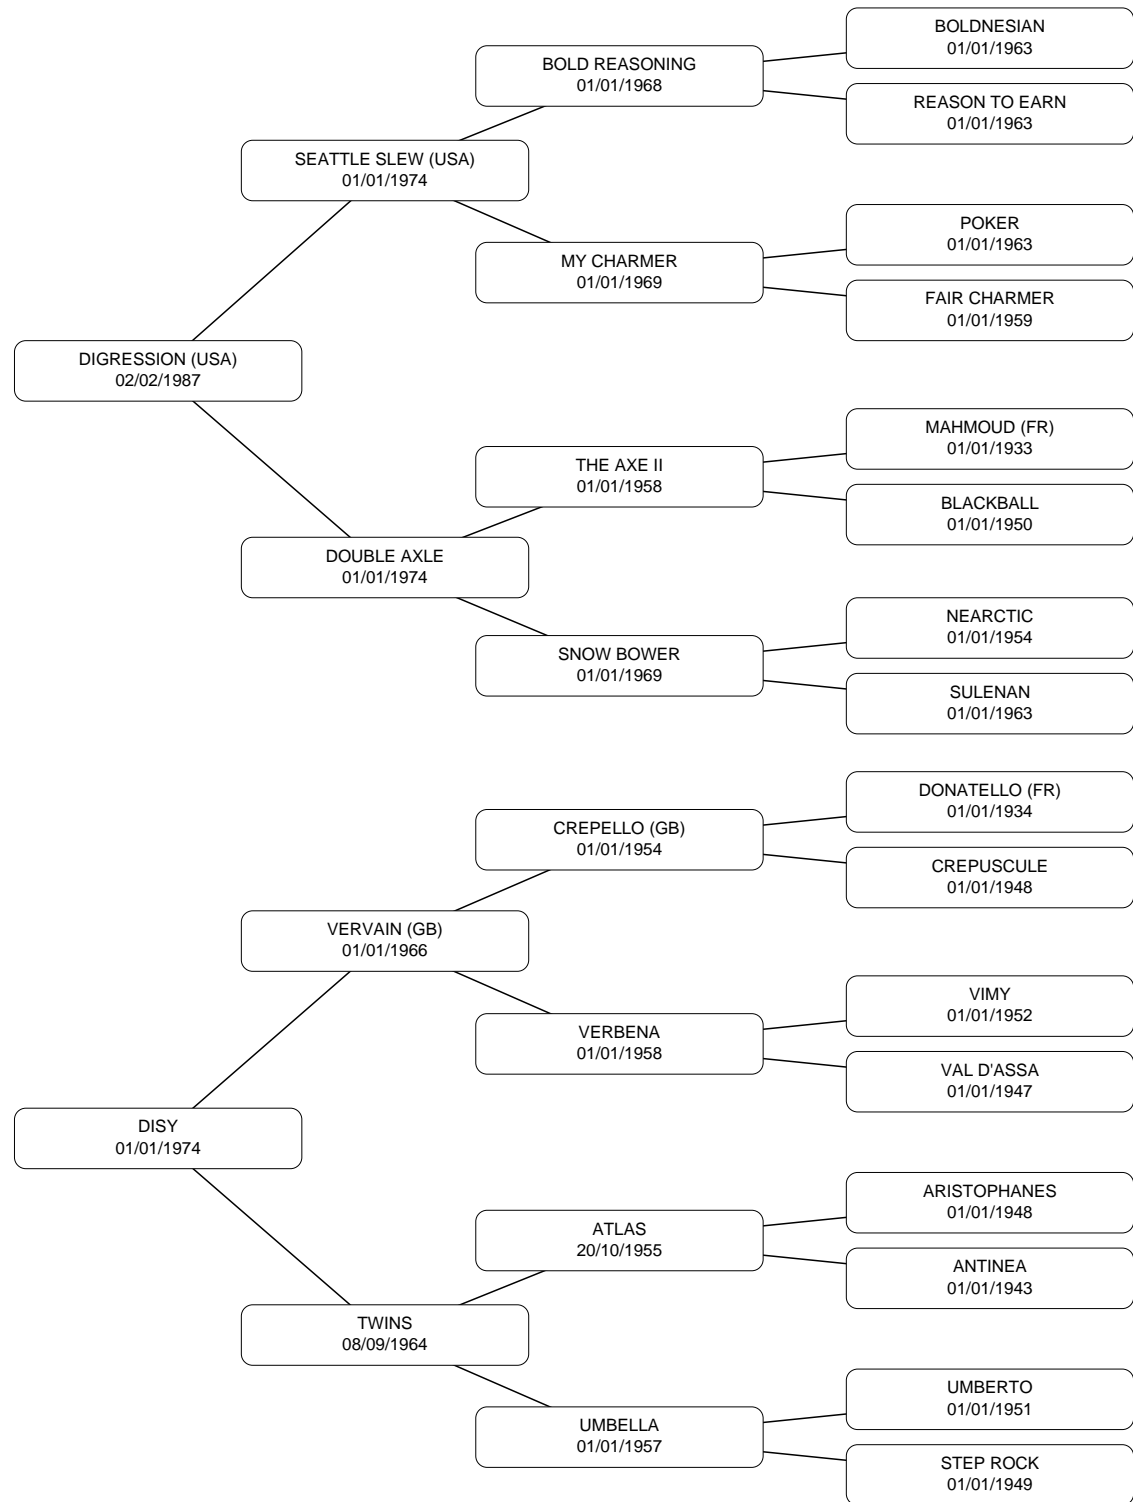 BOLDNESIAN
01/01/1963
BOLD REASONING
01/01/1968
REASON TO EARN
01/01/1963
SEATTLE SLEW (USA)
01/01/1974
POKER
01/01/1963
MY CHARMER
01/01/1969
FAIR CHARMER
01/01/1959
DIGRESSION (USA)
02/02/1987
MAHMOUD (FR)
01/01/1933
THE AXE II
01/01/1958
BLACKBALL
01/01/1950
DOUBLE AXLE
01/01/1974
NEARCTIC
01/01/1954
SNOW BOWER
01/01/1969
SULENAN
01/01/1963
DONATELLO (FR)
01/01/1934
CREPELLO (GB)
01/01/1954
CREPUSCULE
01/01/1948
VERVAIN (GB)
01/01/1966
VIMY
01/01/1952
VERBENA
01/01/1958
VAL D'ASSA
01/01/1947
DISY
01/01/1974
ARISTOPHANES
01/01/1948
ATLAS
20/10/1955
ANTINEA
01/01/1943
TWINS
08/09/1964
UMBERTO
01/01/1951
UMBELLA
01/01/1957
STEP ROCK
01/01/1949